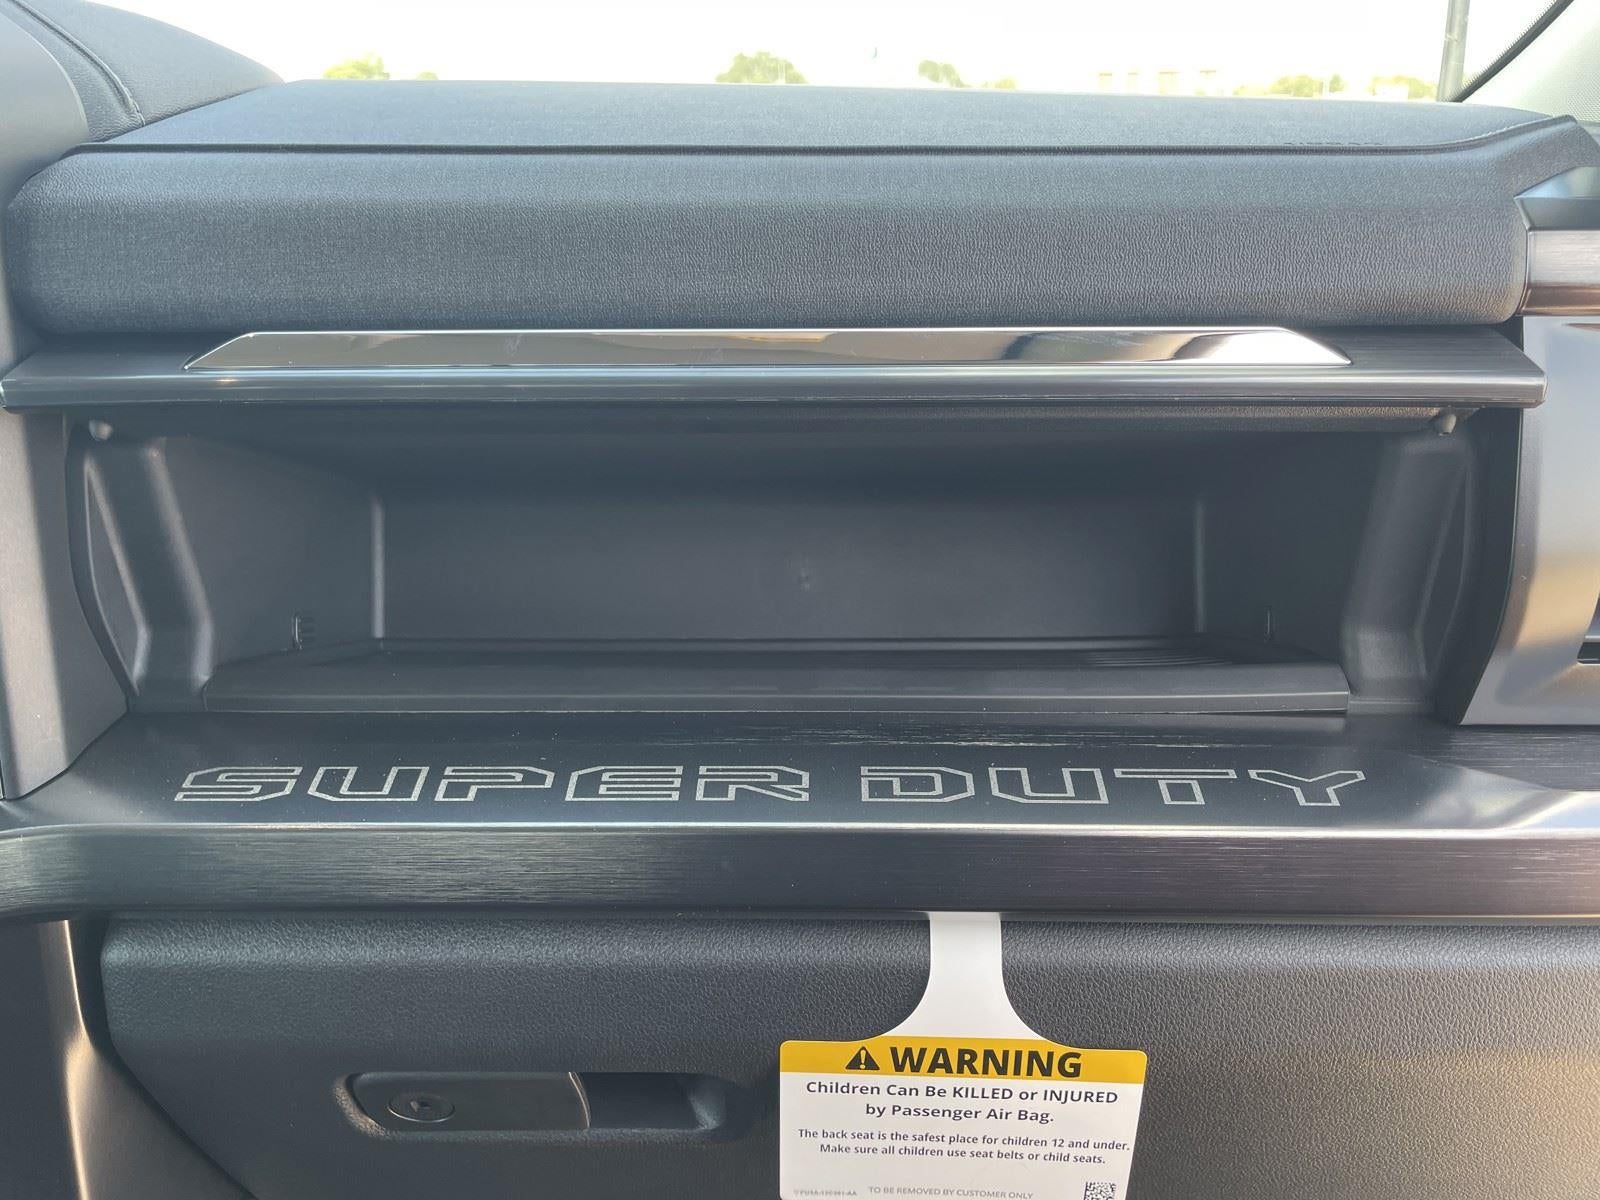 AIRBAG
SUPER DUTY
WARNING
Children Can Be KILLED or INJURED
by Passenger Air Bag.
The back seat is the safest place for children 12 and under.
Make sure all children use seat belts or child seats.
TO BE REMOVED BY CUSTOMER ONLY